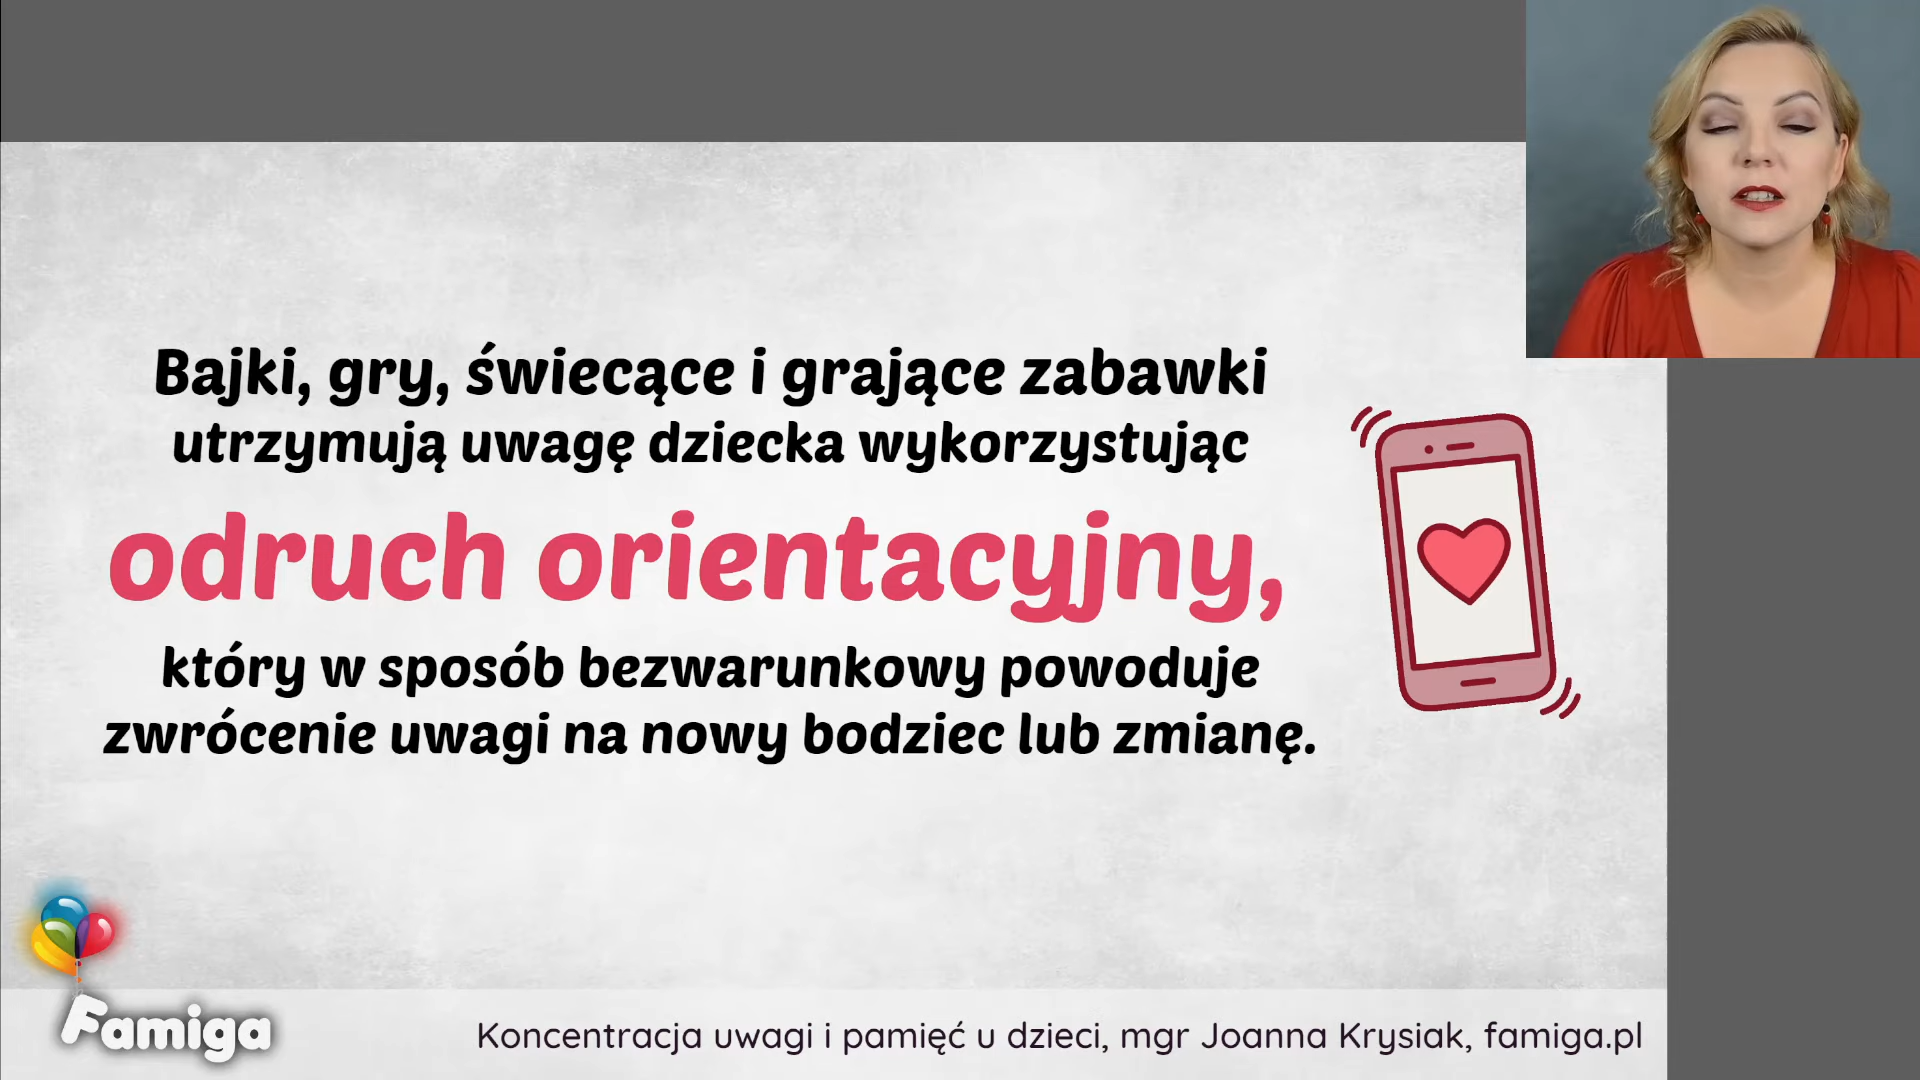 Bajki, gry, świecące i grające zabawki
utrzymują uwagę dziecka wykorzystując
odruch orientacyjny,
który w sposób bezwarunkowy powoduje
zwrócenie uwagi na nowy bodziec lub zmianę.
Famiga
Koncentracja uwagi i pamięć u dzieci, mgr Joanna Krysiak, famiga.pl